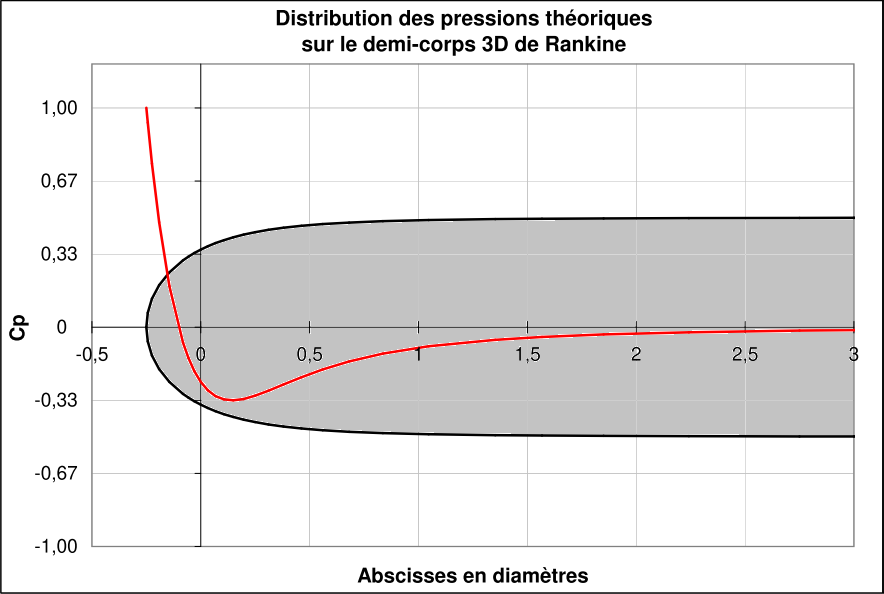 Distribution des pressions théoriques
sur le demi-corps 3D de Rankine
1,00
0,67
0,33
0
-0,33
-0,67
-1,00
Cp
-0,5 0 0,5 1 1,5 2 2,5 3
Abscisses en diamètres